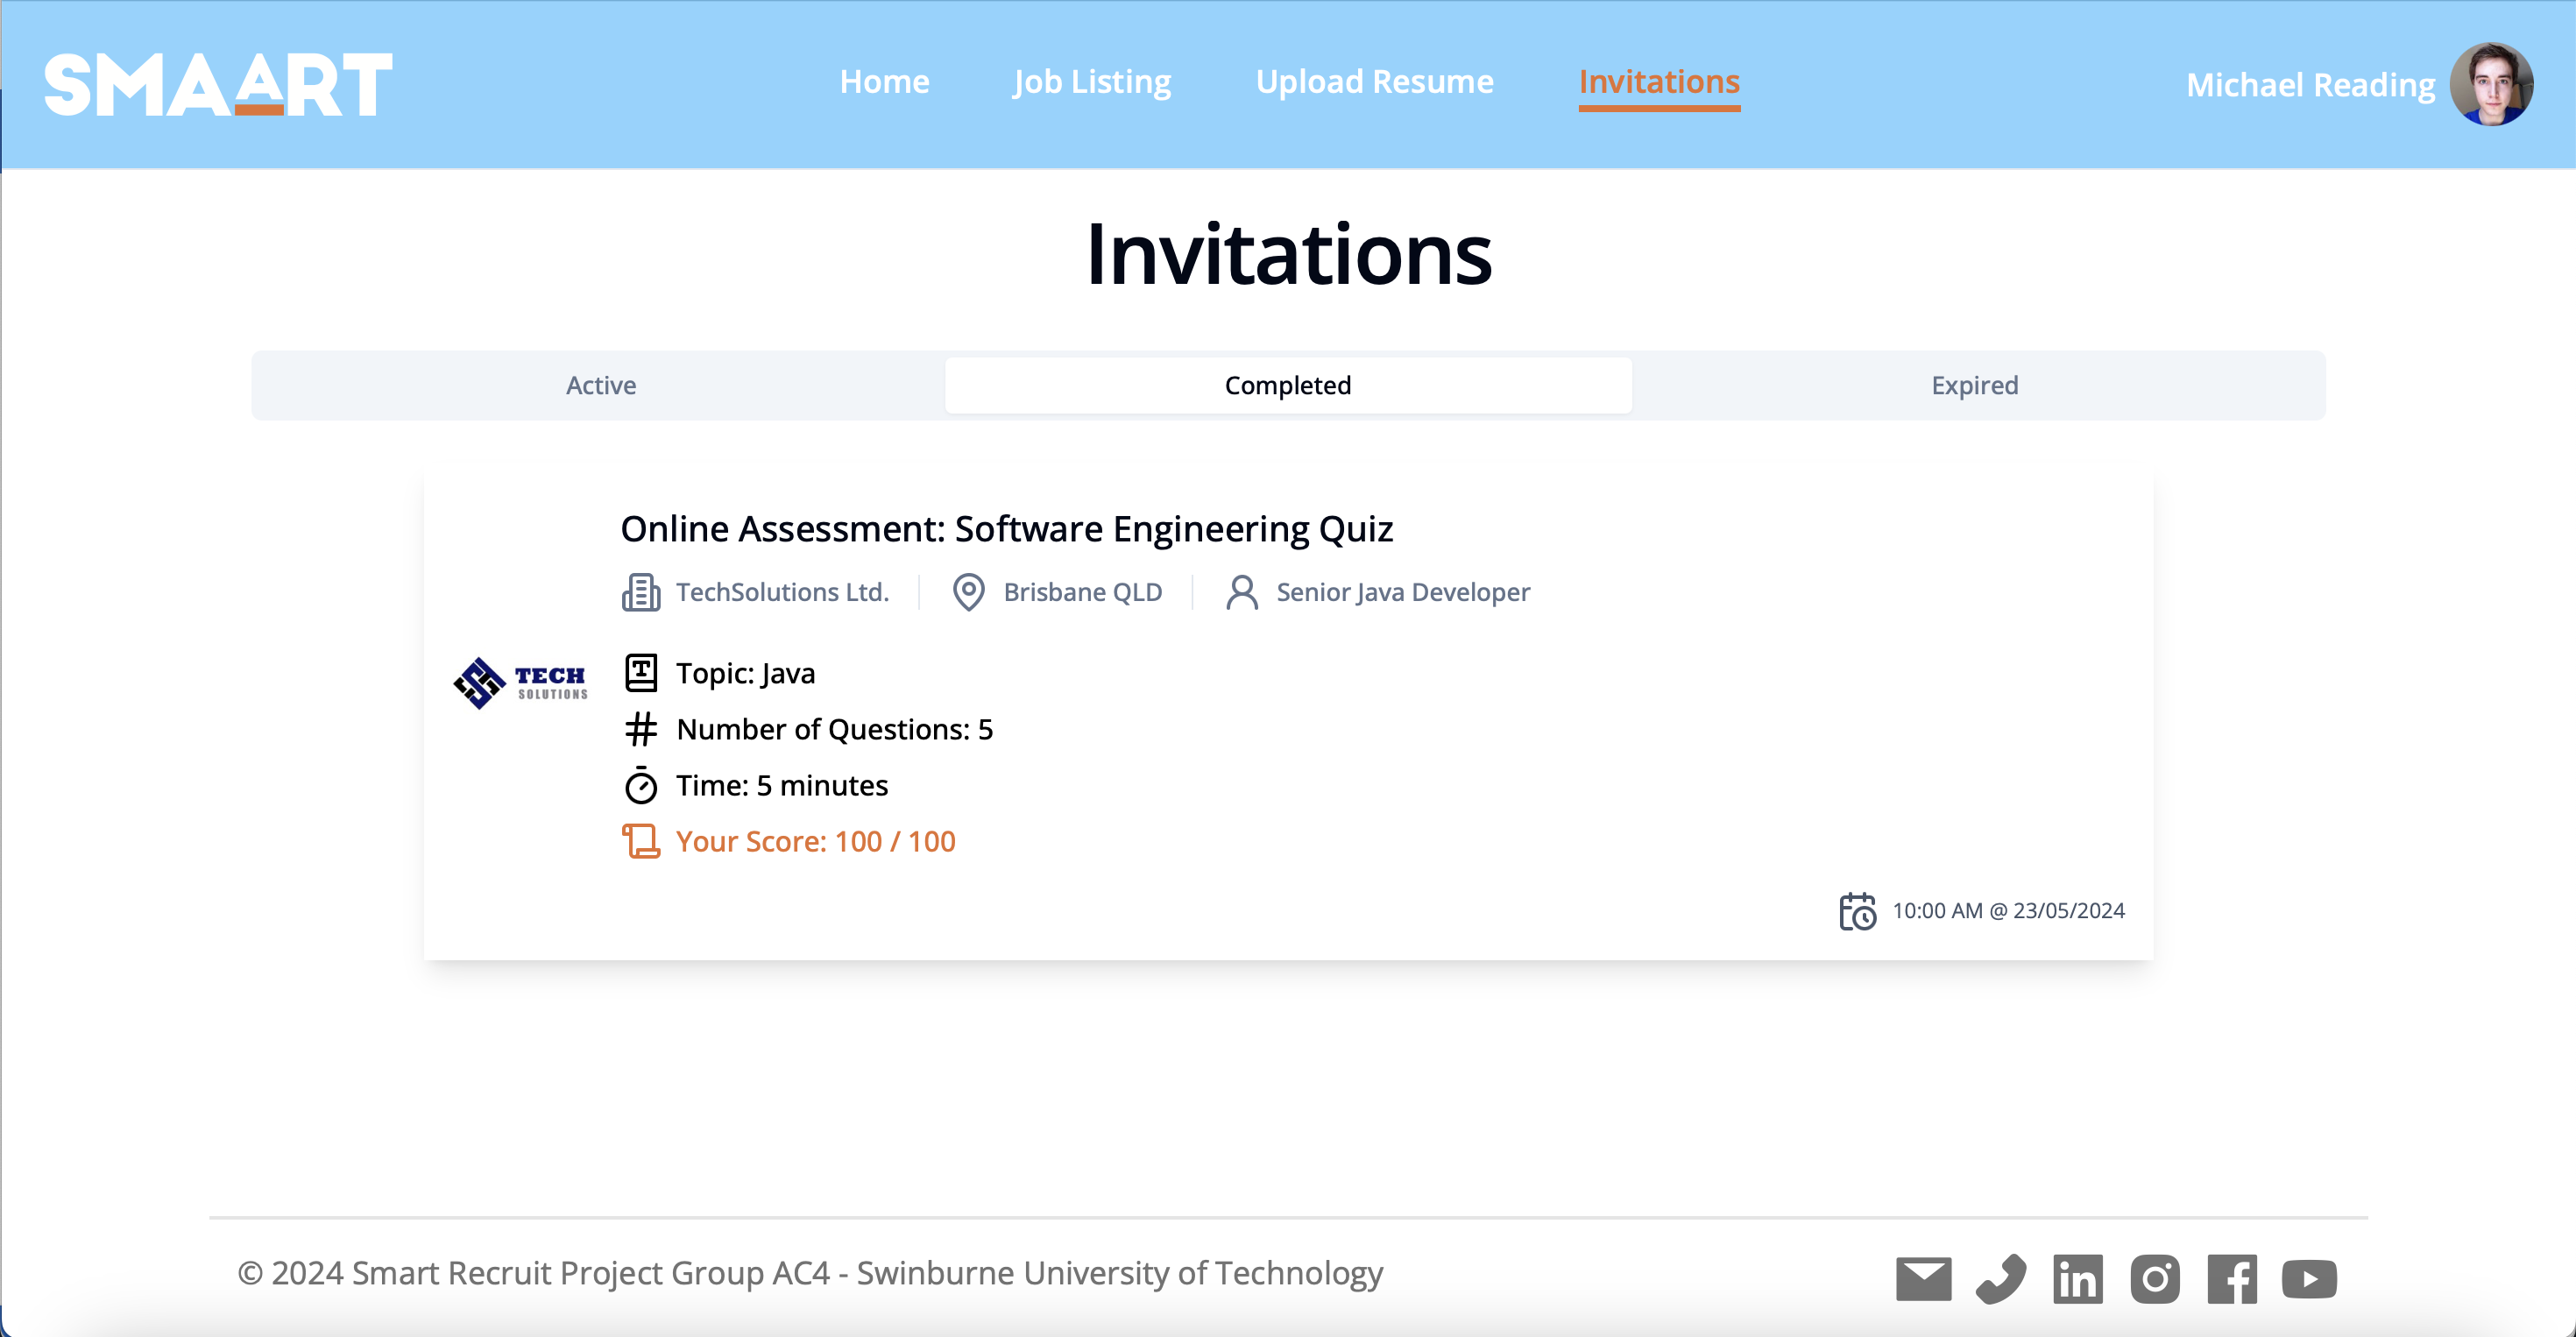 SMAART
Home
Job Listing
Upload Resume
Invitations
Michael Reading
Invitations
Active
Completed
Expired
Online Assessment: Software Engineering Quiz
TechSolutions Ltd.
Brisbane QLD
Senior Java Developer
TECH
SOLUTIONS
Topic: Java
Number of Questions: 5
Time: 5 minutes
Your Score: 100 / 100
10:00 AM @ 23/05/2024
© 2024 Smart Recruit Project Group AC4 - Swinburne University of Technology